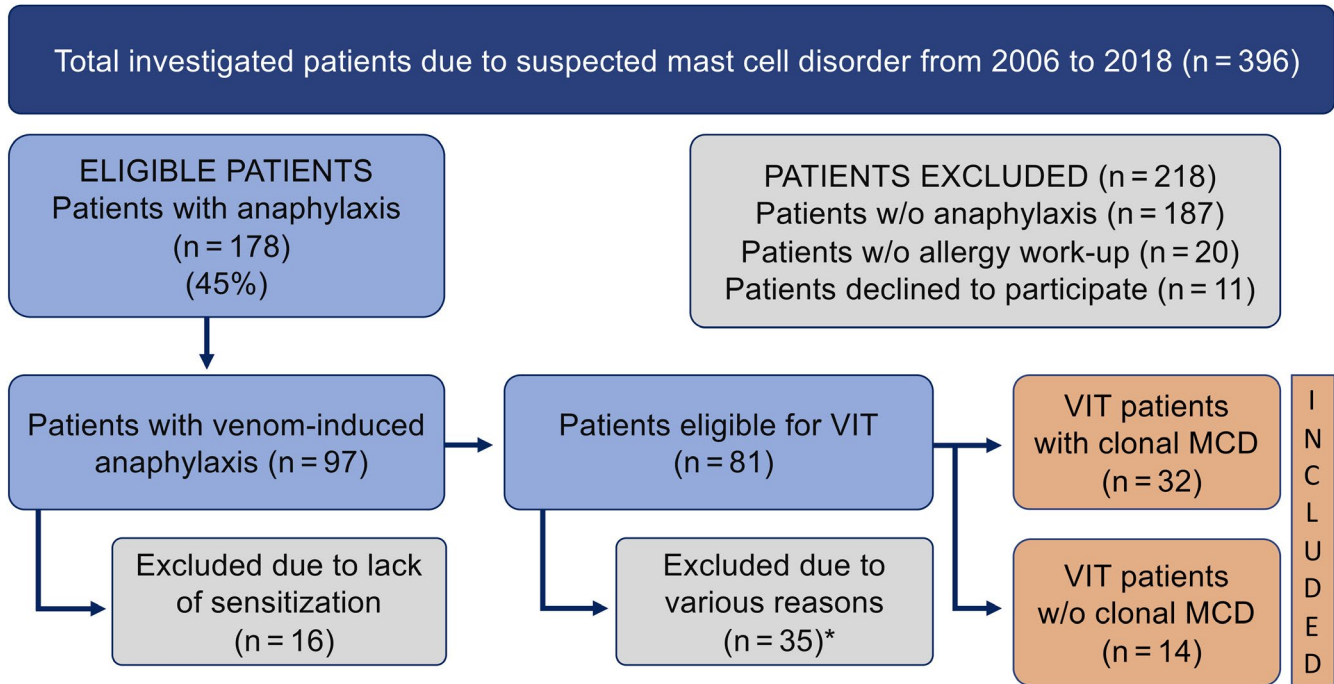 Total investigated patients due to suspected mast cell disorder from 2006 to 2018 (n = 396)
ELIGIBLE PATIENTS
Patients with anaphylaxis
(n = 178)
(45%)
PATIENTS EXCLUDED (n = 218)
Patients w/o anaphylaxis (n = 187)
Patients w/o allergy work-up (n = 20)
Patients declined to participate (n = 11)
Patients with venom-induced
anaphylaxis (n = 97)
Patients eligible for VIT
(n = 81)
VIT patients
with clonal MCD
(n = 32)
Excluded due to lack
of sensitization
(n = 16)
Excluded due to
various reasons
(n = 35)*
VIT patients
w/o clonal MCD
(n = 14)
INCLUDED